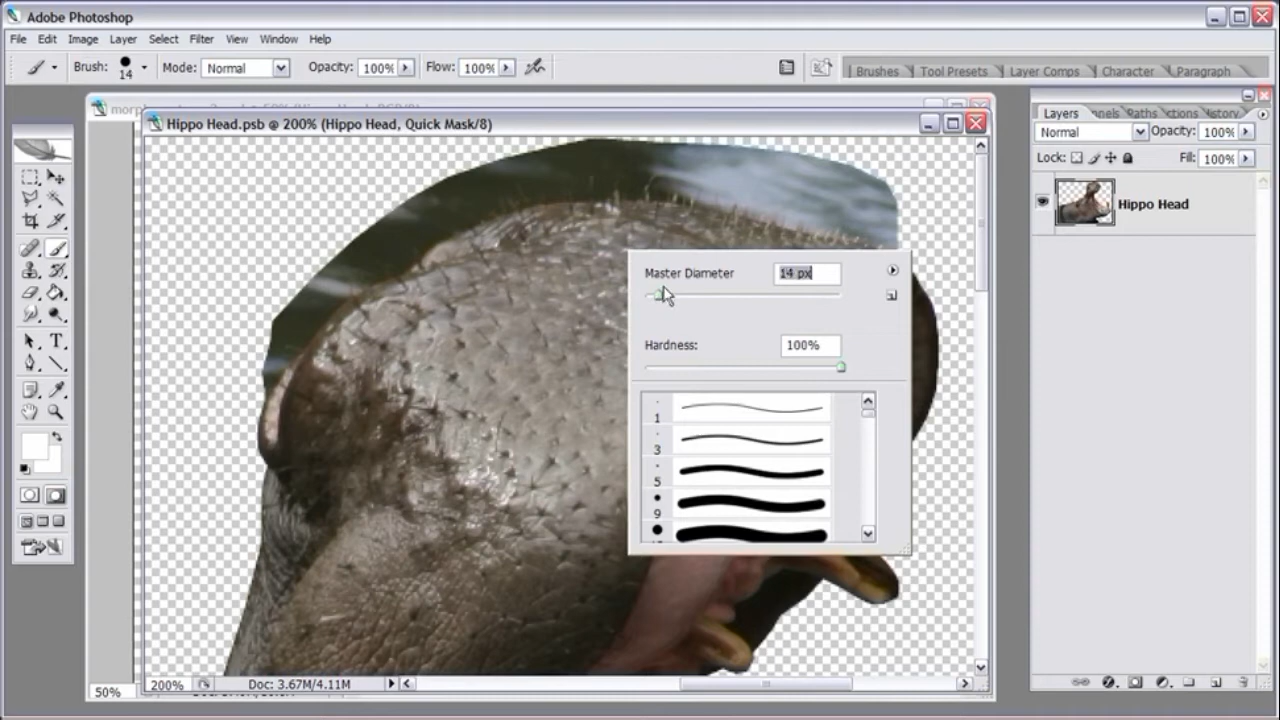 Adobe Photoshop
File Edit Image Layer Select Filter View Window Help
Brush: 14 Mode: Normal Opacity: 100% Flow: 100% Brushes Tool Presets Layer Comps Character Paragraph
Hippo Head.psb @ 200% (Hippo Head, Quick Mask/8)
Layers Paths
Normal Opacity: 100%
Lock: Fill: 100%
Hippo Head
Master Diameter 14 px
Hardness: 100%
1
3
5
9
200% Doc: 3.67M/4.11M
50%